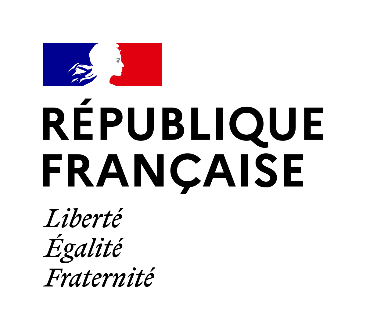 RÉPUBLIQUE
FRANÇAISE
Liberté
Égalité
Fraternité